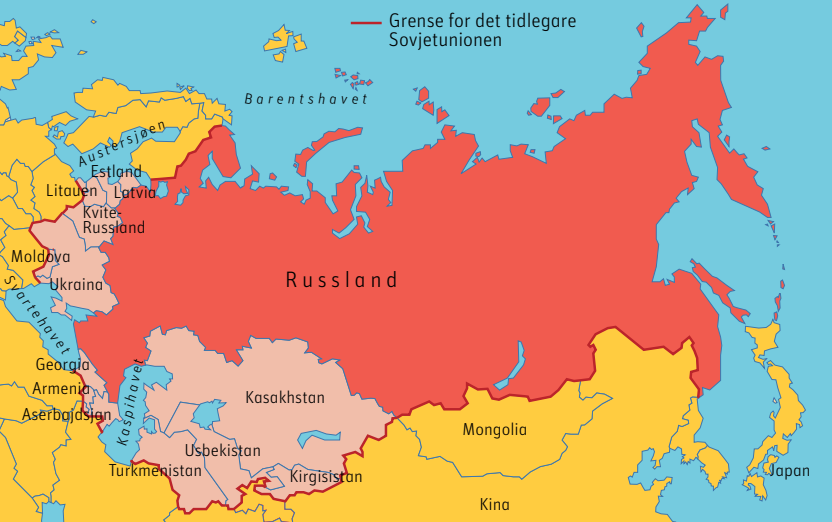 Grense for det tidlegare
Sovjetunionen
Barentshavet
Austersjøen
Estland
Litauen
Latvia
Kvite-
Russland
Moldova
Ukraina
Russland
Svartehavet
Georgia
Armenia
Aserbajdsjan
Kaspihavet
Kasakhstan
Usbekistan
Turkmenistan
Kirgisistan
Mongolia
Kina
Japan